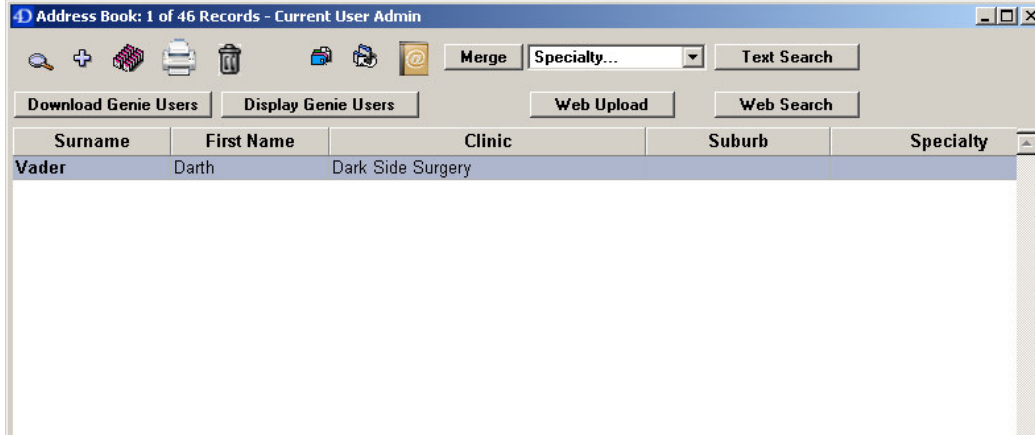 4D Address Book: 1 of 46 Records - Current User Admin
@ Merge Specialty... Text Search
Download Genie Users Display Genie Users Web Upload Web Search
Surname First Name Clinic Suburb Specialty
Vader Darth Dark Side Surgery